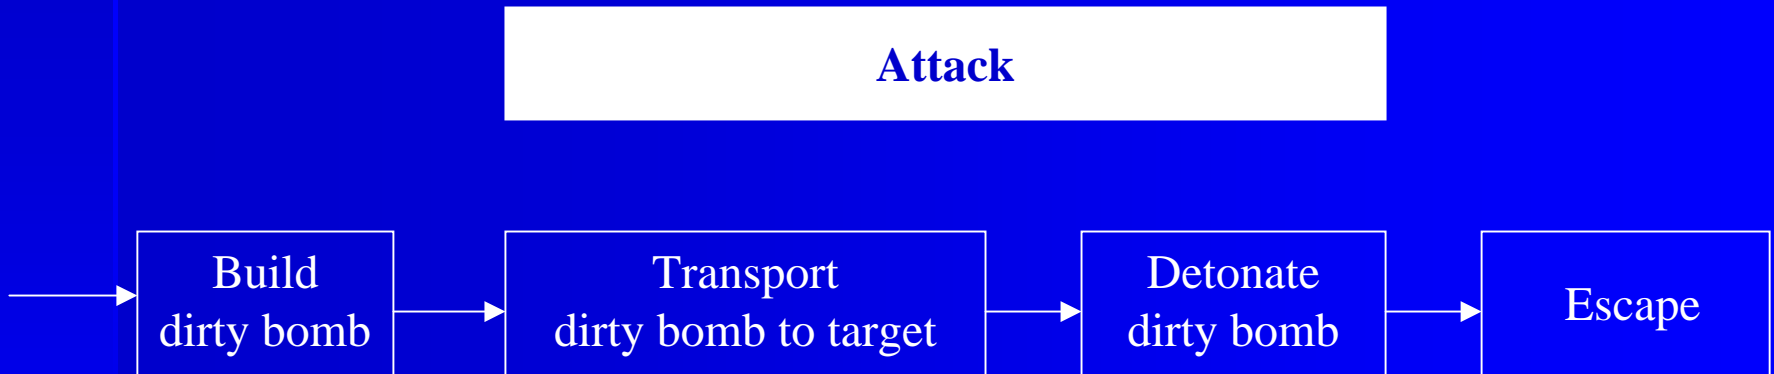 Attack
Build
dirty bomb
Transport
dirty bomb to target
Detonate
dirty bomb
Escape